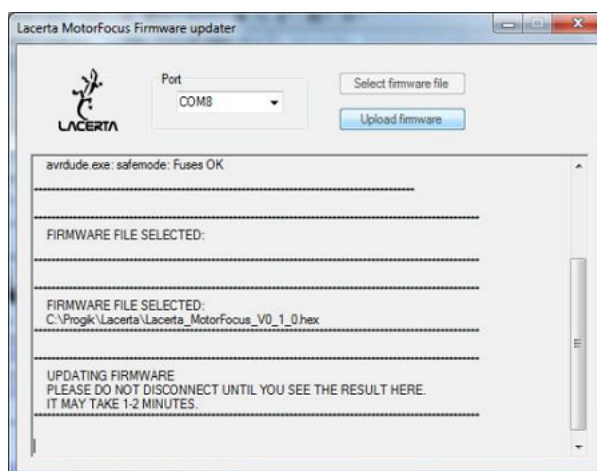 Lacerta MotorFocus Firmware updater
LACERTA
Port
COM8
Select firmware file
Upload firmware
avrdude.exe: safemode: Fuses OK
FIRMWARE FILE SELECTED:
FIRMWARE FILE SELECTED:
C:\Progik\Lacerta\Lacerta_MotorFocus_V0_1_0.hex
UPDATING FIRMWARE
PLEASE DO NOT DISCONNECT UNTIL YOU SEE THE RESULT HERE.
IT MAY TAKE 1-2 MINUTES.